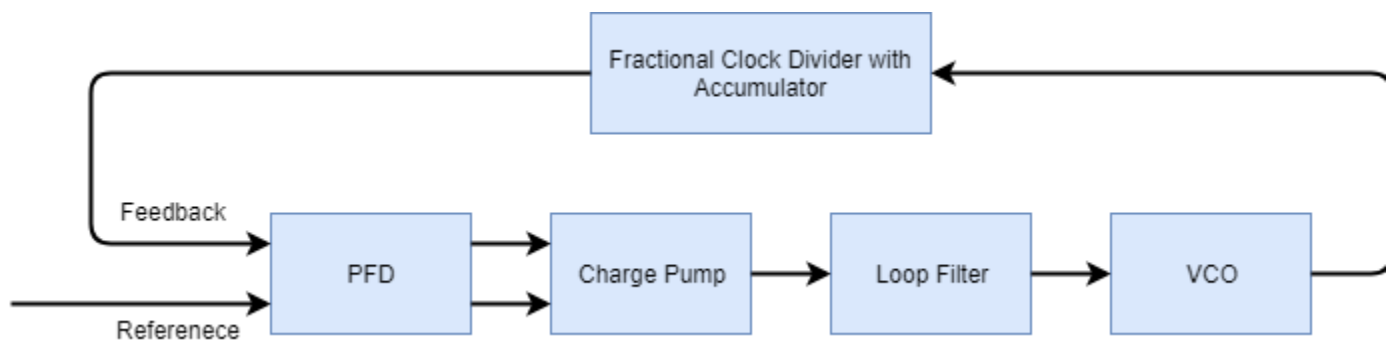 Fractional Clock Divider with
Accumulator
Feedback
PFD
Charge Pump
Loop Filter
VCO
Referenece